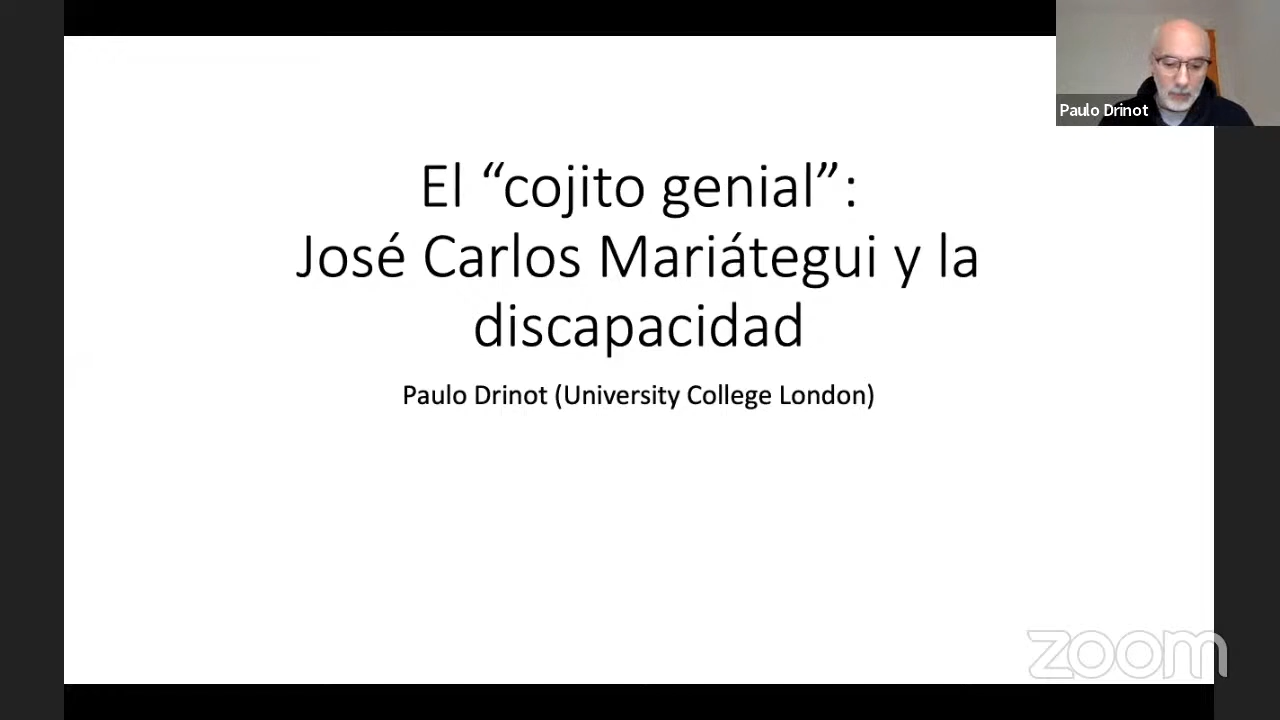 Paulo Drinot
El “cojito genial”:
José Carlos Mariátegui y la
discapacidad
Paulo Drinot (University College London)
zoom